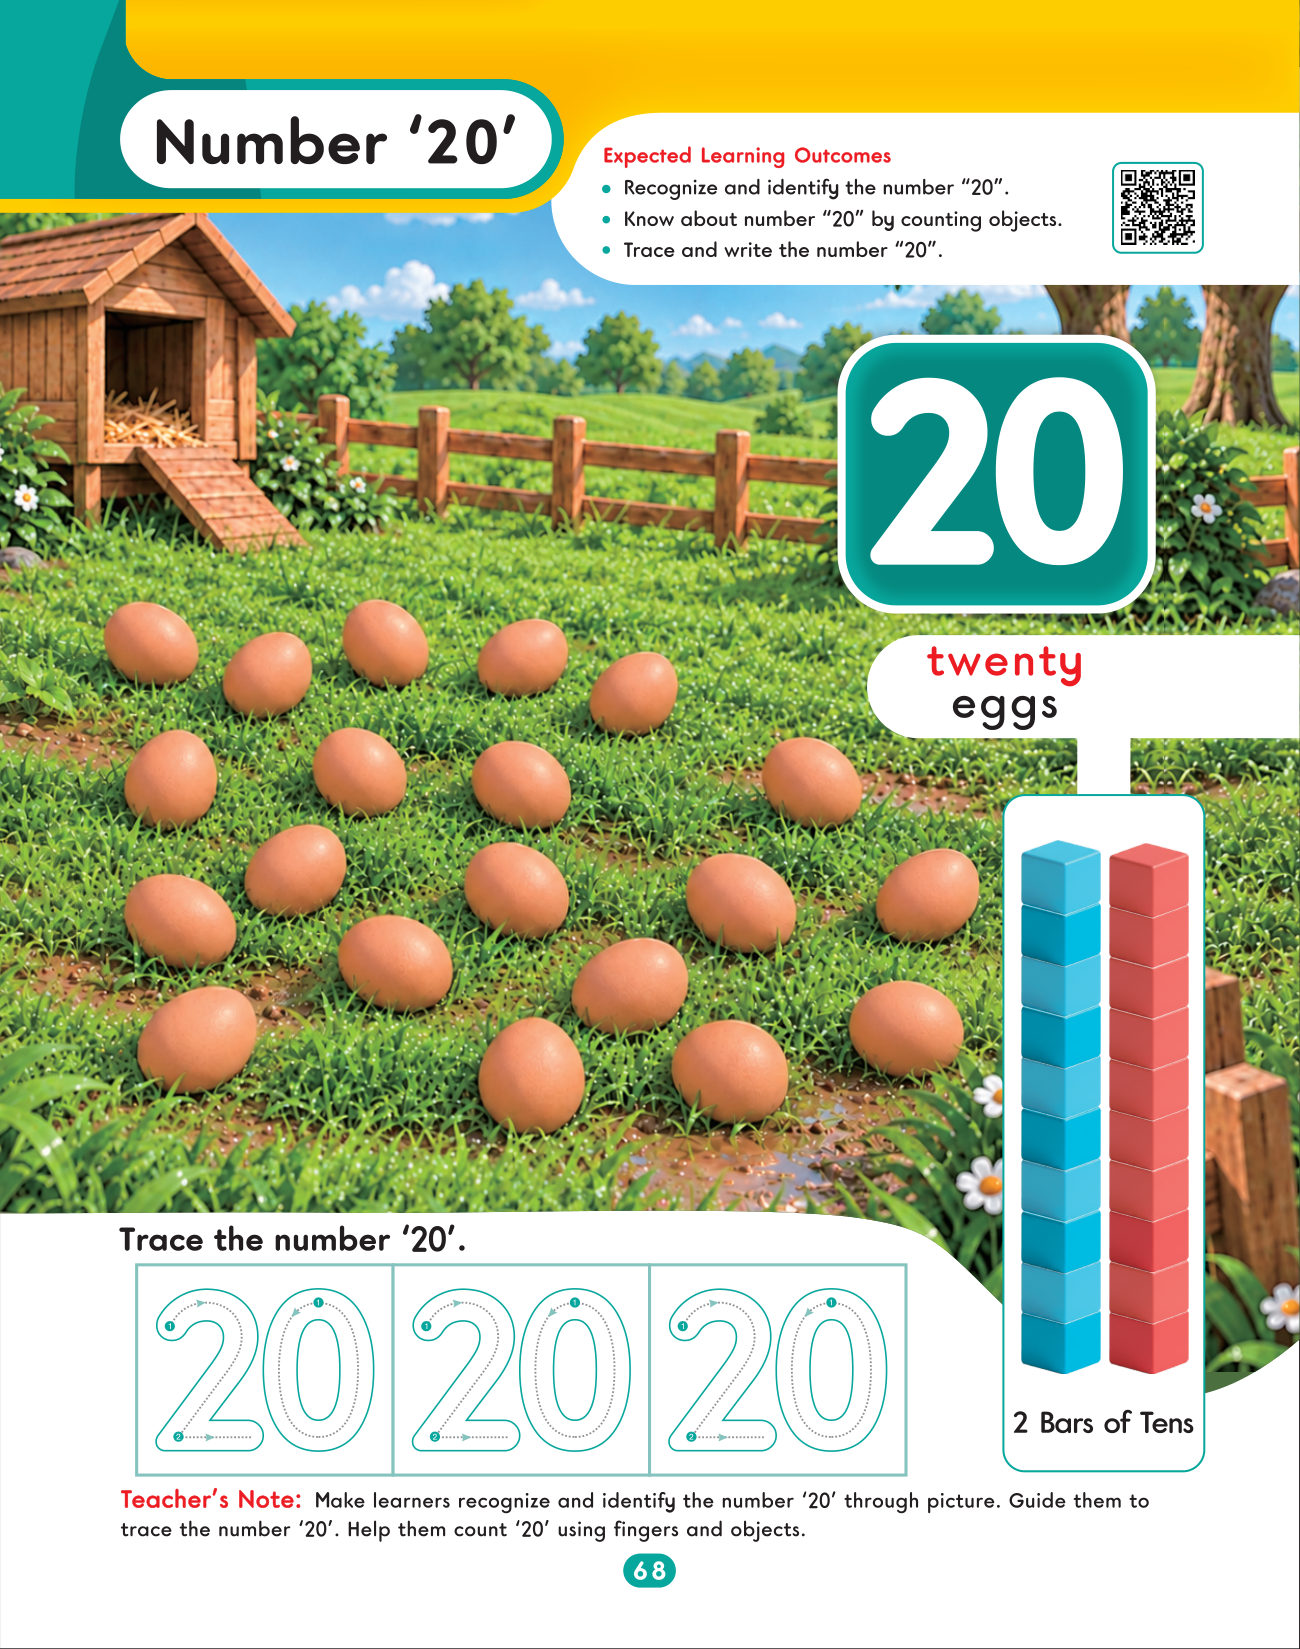 Number ‘20’
Expected Learning Outcomes
• Recognize and identify the number “20”.
• Know about number “20” by counting objects.
• Trace and write the number “20”.
20
twenty
eggs
2 Bars of Tens
Trace the number ‘20’.
20 20 20
Teacher’s Note: Make learners recognize and identify the number ‘20’ through picture. Guide them to
trace the number ‘20’. Help them count ‘20’ using fingers and objects.
68